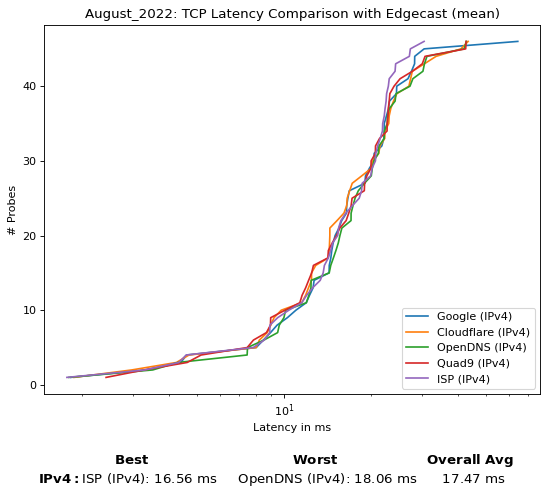 August_2022: TCP Latency Comparison with Edgecast (mean)
# Probes
40
30
20
10
0
10¹
Latency in ms
Google (IPv4)
Cloudflare (IPv4)
OpenDNS (IPv4)
Quad9 (IPv4)
ISP (IPv4)
Best Worst Overall Avg
IPv4: ISP (IPv4): 16.56 ms OpenDNS (IPv4): 18.06 ms 17.47 ms